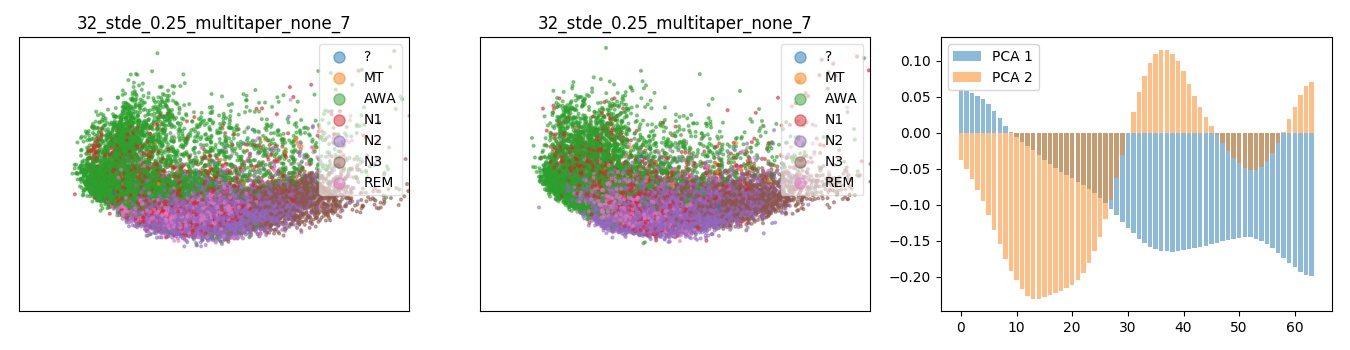 32_stde_0.25_multitaper_none_7
?
MT
AWA
N1
N2
N3
REM
32_stde_0.25_multitaper_none_7
?
MT
AWA
N1
N2
N3
REM
PCA 1
PCA 2
0.10
0.05
0.00
−0.05
−0.10
−0.15
−0.20
0 10 20 30 40 50 60